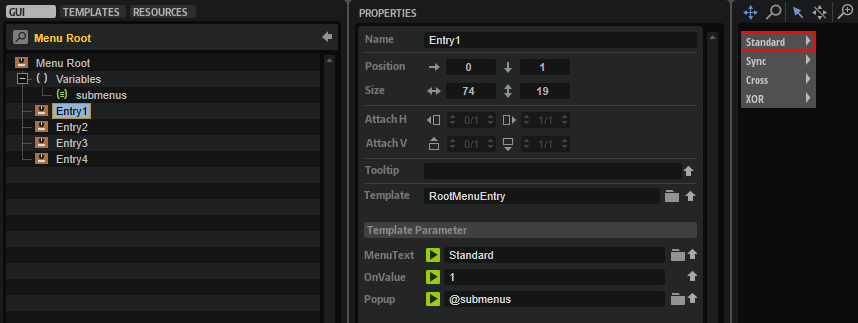 GUI TEMPLATES RESOURCES
Menu Root
Menu Root
( ) Variables
submenus
Entry1
Entry2
Entry3
Entry4
PROPERTIES
Name Entry1
Position 0 1
Size 74 19
Attach H 0/1 1/1
Attach V 0/1 1/1
Tooltip
Template RootMenuEntry
Template Parameter
MenuText Standard
OnValue 1
Popup @submenus
Standard
Sync
Cross
XOR